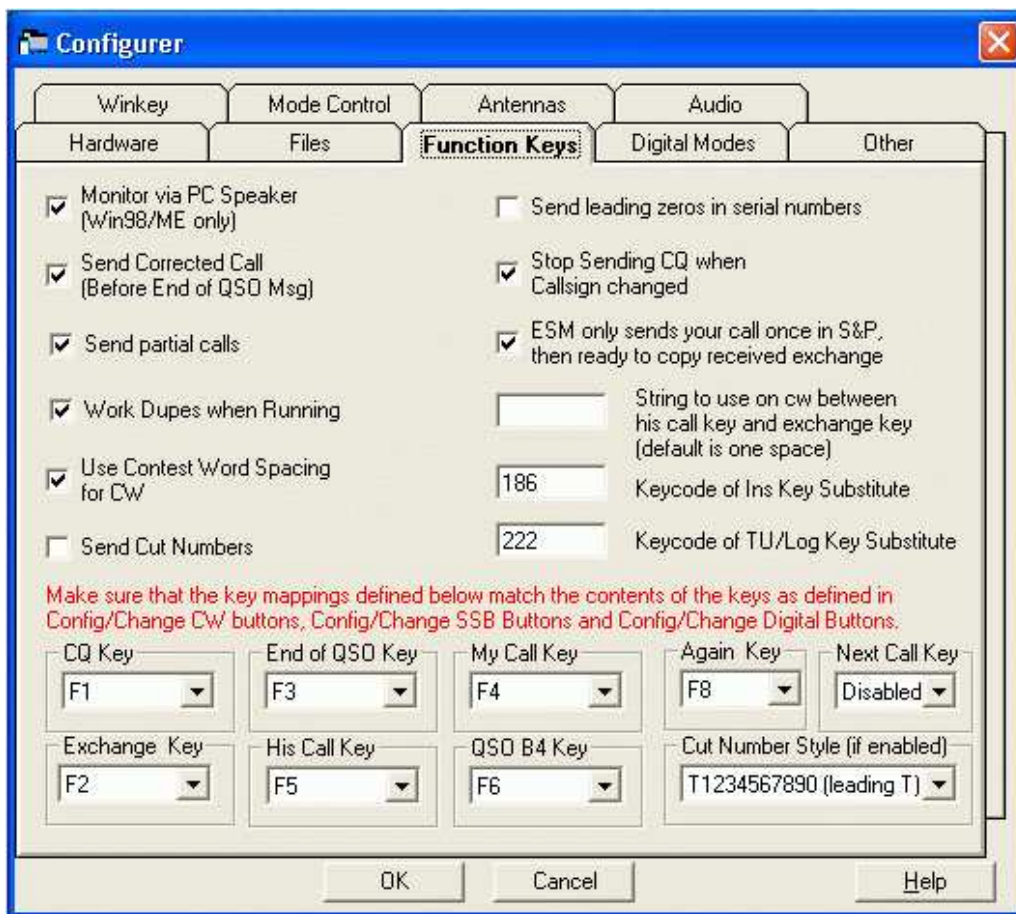 Configurer
Winkey
Mode Control
Antennas
Audio
Hardware
Files
Function Keys
Digital Modes
Other
Monitor via PC Speaker
(Win98/ME only)
Send Corrected Call
(Before End of QSO Msg)
Send partial calls
Work Dupes when Running
Use Contest Word Spacing
for CW
Send Cut Numbers
Send leading zeros in serial numbers
Stop Sending CQ when
Callsign changed
ESM only sends your call once in S&P,
then ready to copy received exchange
String to use on cw between
his call key and exchange key
(default is one space)
186
Keycode of Ins Key Substitute
222
Keycode of TU/Log Key Substitute
Make sure that the key mappings defined below match the contents of the keys as defined in
Config/Change CW buttons, Config/Change SSB Buttons and Config/Change Digital Buttons.
CQ Key
F1
End of QSO Key
F3
My Call Key
F4
Again Key
F8
Next Call Key
Disabled
Exchange Key
F2
His Call Key
F5
QSO B4 Key
F6
Cut Number Style (if enabled)
T1234567890 (leading T)
OK
Cancel
Help